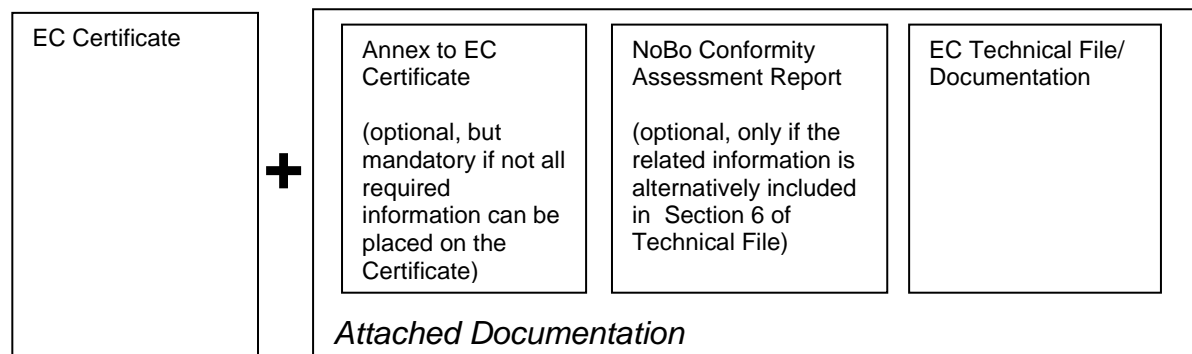 EC Certificate
+
Annex to EC
Certificate
(optional, but
mandatory if not all
required
information can be
placed on the
Certificate)
NoBo Conformity
Assessment Report
(optional, only if the
related information is
alternatively included
in Section 6 of
Technical File)
EC Technical File/
Documentation
Attached Documentation